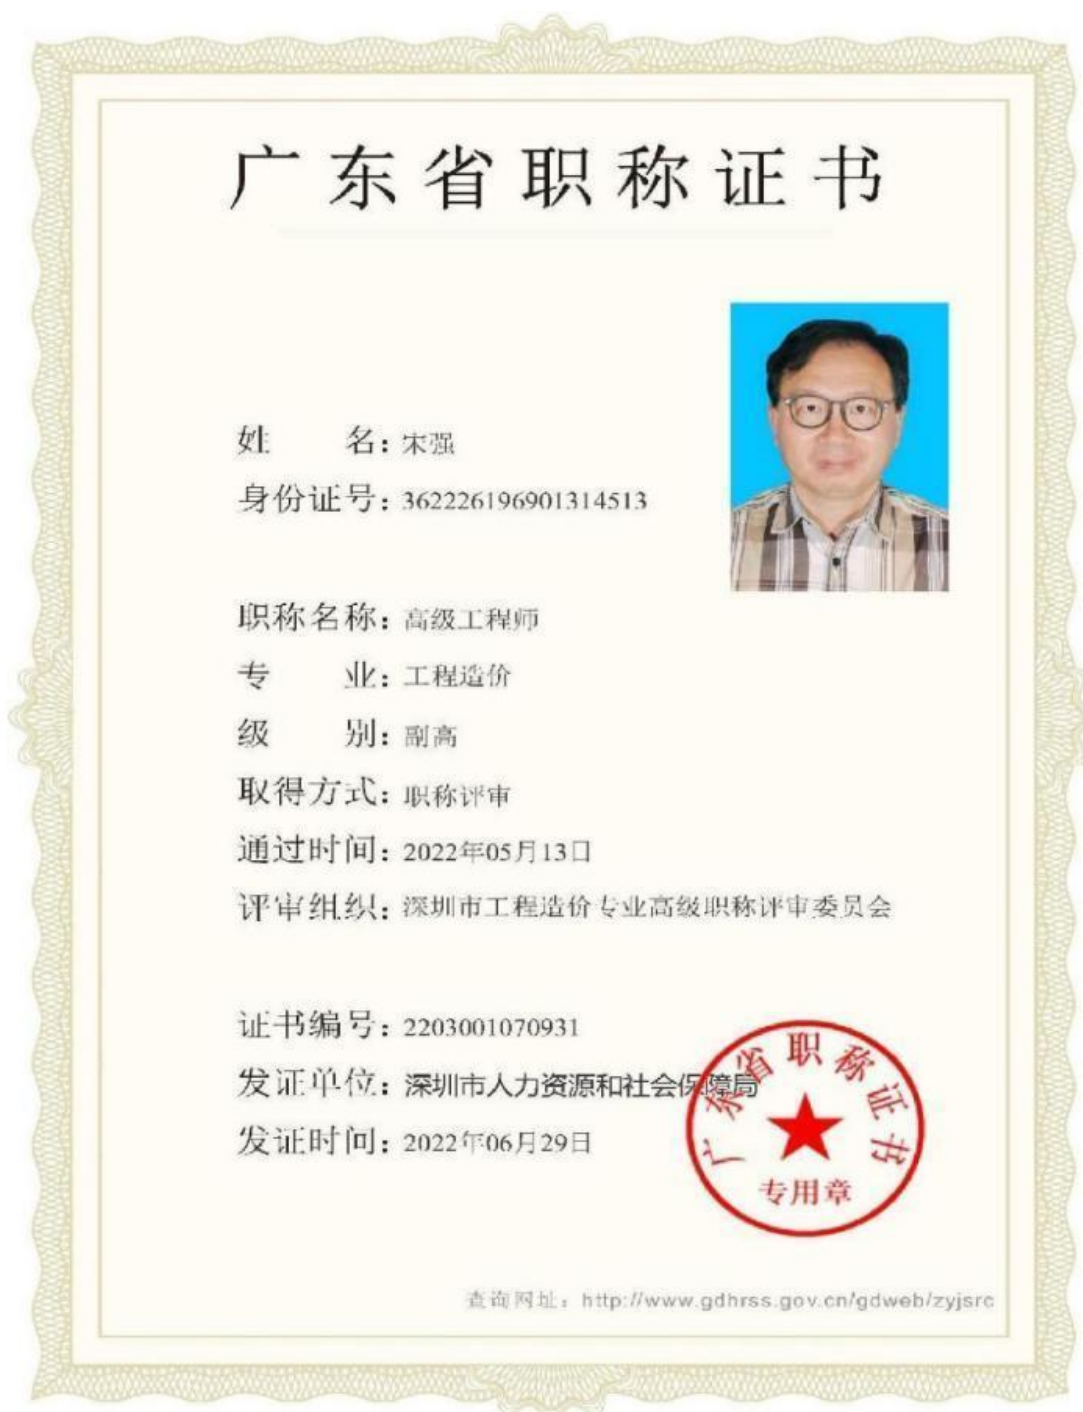 广东省职称证书
姓 名：宋强
身份证号：362226196901314513
职称名称：高级工程师
专 业：工程造价
级 别：副高
取得方式：职称评审
通过时间：2022年05月13日
评审组织：深圳市工程造价专业高级职称评审委员会
证书编号：2203001070931
发证单位：深圳市人力资源和社会保障局
发证时间：2022年06月29日
广东省职称证书
专用章
查询网址：http://www.gdhrss.gov.cn/gdweb/zyjsrc